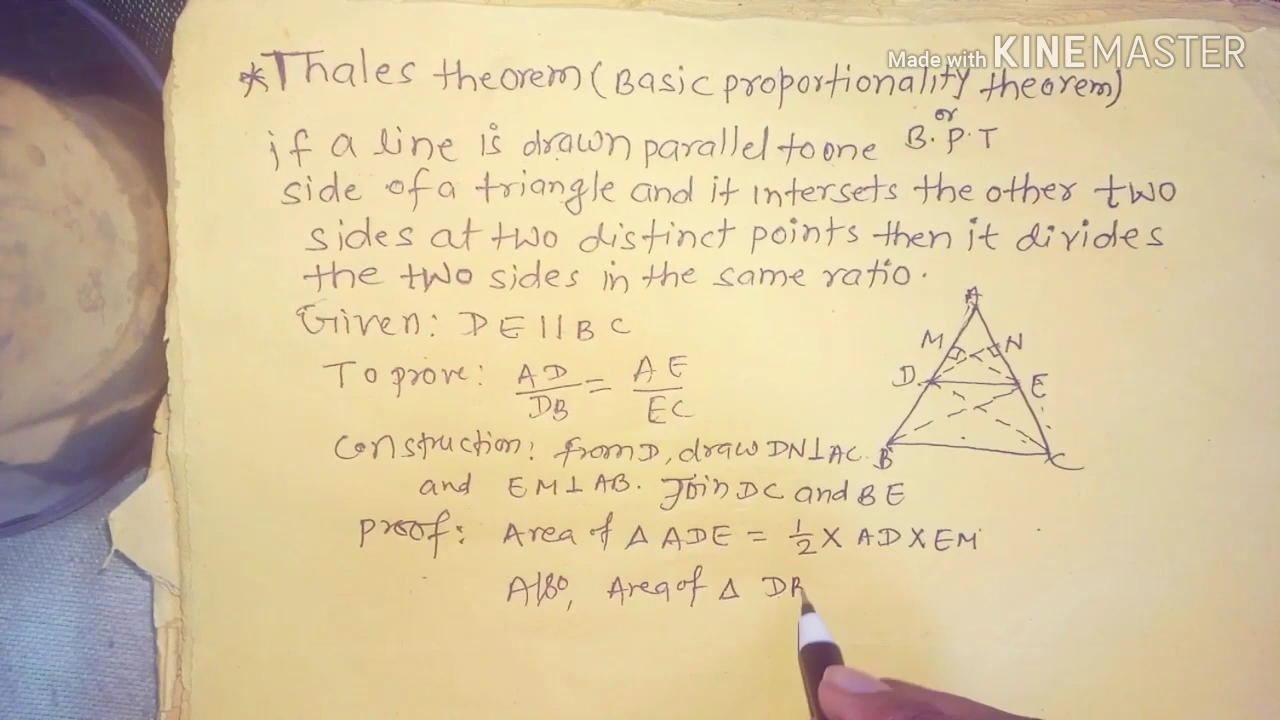 Made with KINEMASTER
*Thales theorem (Basic proportionality theorem)
or
if a line is drawn parallel to one B.P.T
side of a triangle and it intersets the other two
sides at two distinct points then it divides
the two sides in the same ratio.
Given: DE || BC
To prove: AD/DB = AE/EC
Construction: from D, draw DN⊥AC.
and EM⊥AB. Join DC and BE
Proof: Area of Δ ADE = 1/2 × AD × EM
Also, Area of Δ DB
A
M N
D E
B C